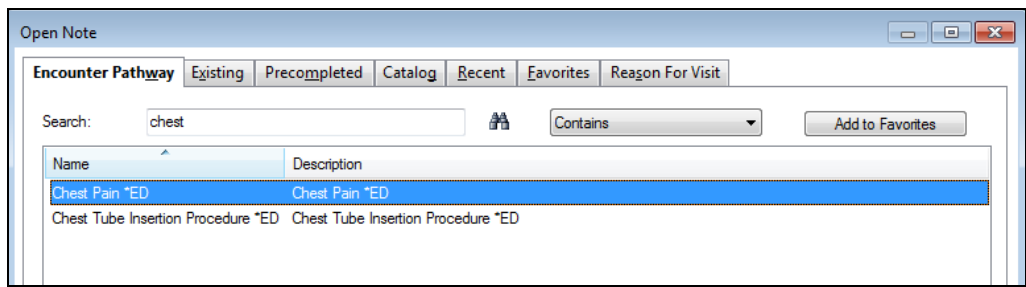 Open Note
Encounter Pathway Existing Precompleted Catalog Recent Favorites Reason For Visit
Search: chest Contains Add to Favorites
Name Description
Chest Pain *ED Chest Pain *ED
Chest Tube Insertion Procedure *ED Chest Tube Insertion Procedure *ED